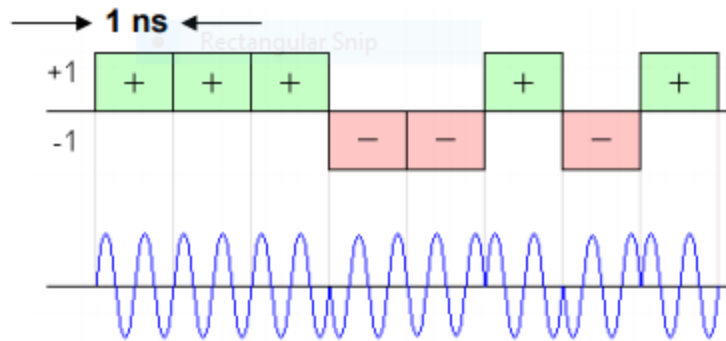 1 ns
Rectangular Snip
+1
+ + + +  +
-1
− − −